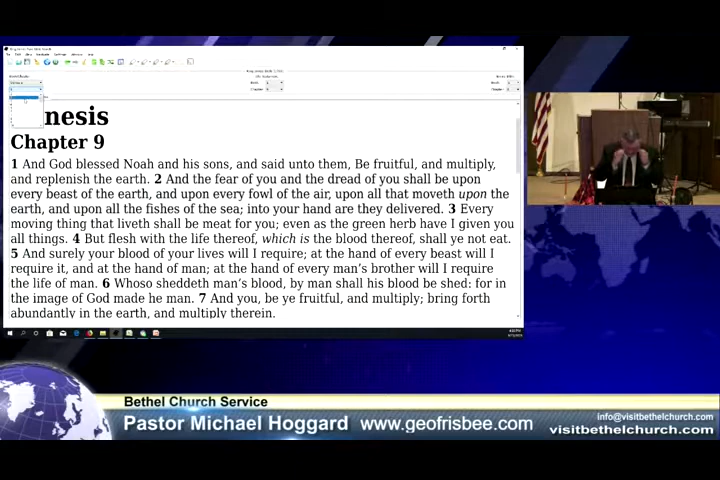 nesis
Chapter 9
1 And God blessed Noah and his sons, and said unto them, Be fruitful, and multiply,
and replenish the earth. 2 And the fear of you and the dread of you shall be upon
every beast of the earth, and upon every fowl of the air, upon all that moveth upon the
earth, and upon all the fishes of the sea; into your hand are they delivered. 3 Every
moving thing that liveth shall be meat for you; even as the green herb have I given you
all things. 4 But flesh with the life thereof, which is the blood thereof, shall ye not eat.
5 And surely your blood of your lives will I require; at the hand of every beast will I
require it, and at the hand of man; at the hand of every man's brother will I require
the life of man. 6 Whoso sheddeth man's blood, by man shall his blood be shed: for in
the image of God made he man. 7 And you, be ye fruitful, and multiply; bring forth
abundantly in the earth, and multiply therein.
Bethel Church Service
Pastor Michael Hoggard www.geofrisbee.com
info@visitbethelchurch.com
visitbethelchurch.com